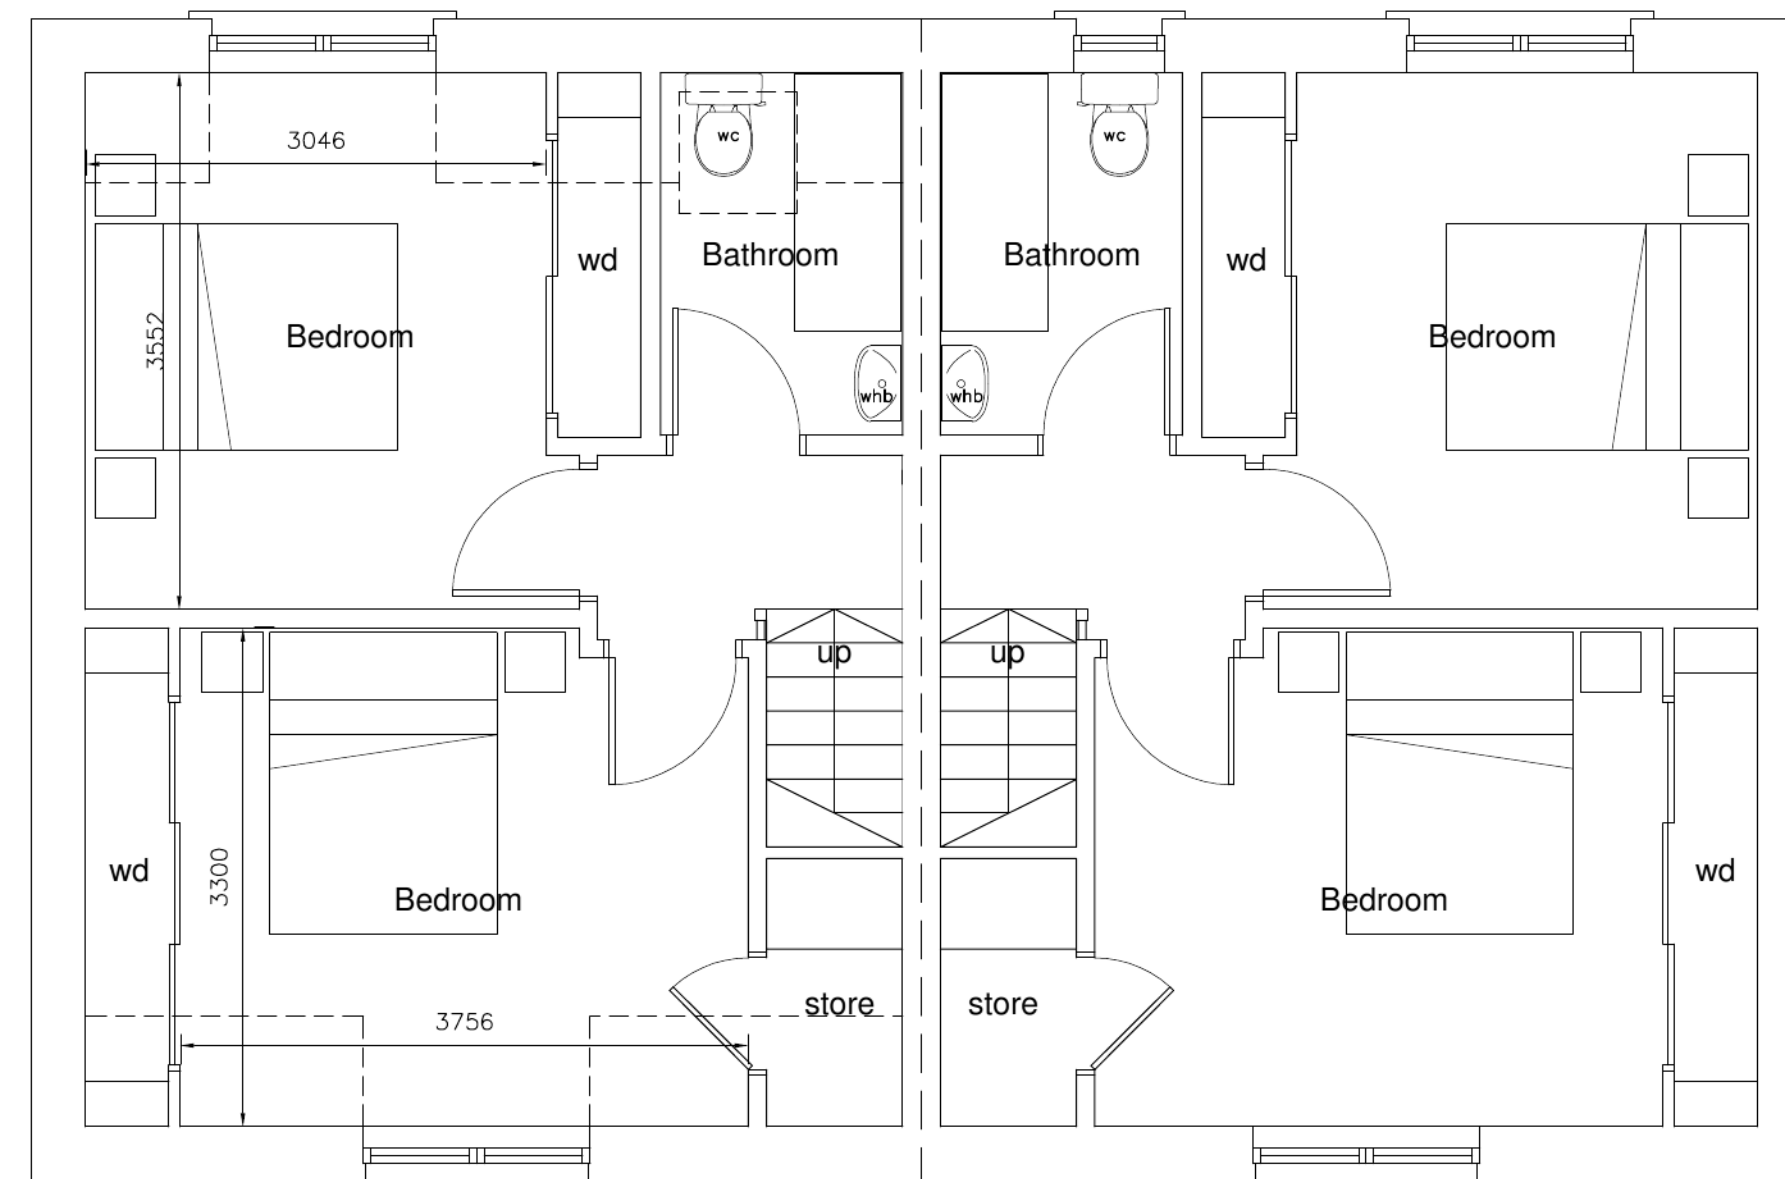 3046
wc
wc
wd
Bathroom
Bathroom
wd
3552
Bedroom
Bedroom
whb
whb
up
up
3300
wd
Bedroom
Bedroom
wd
store
store
3756